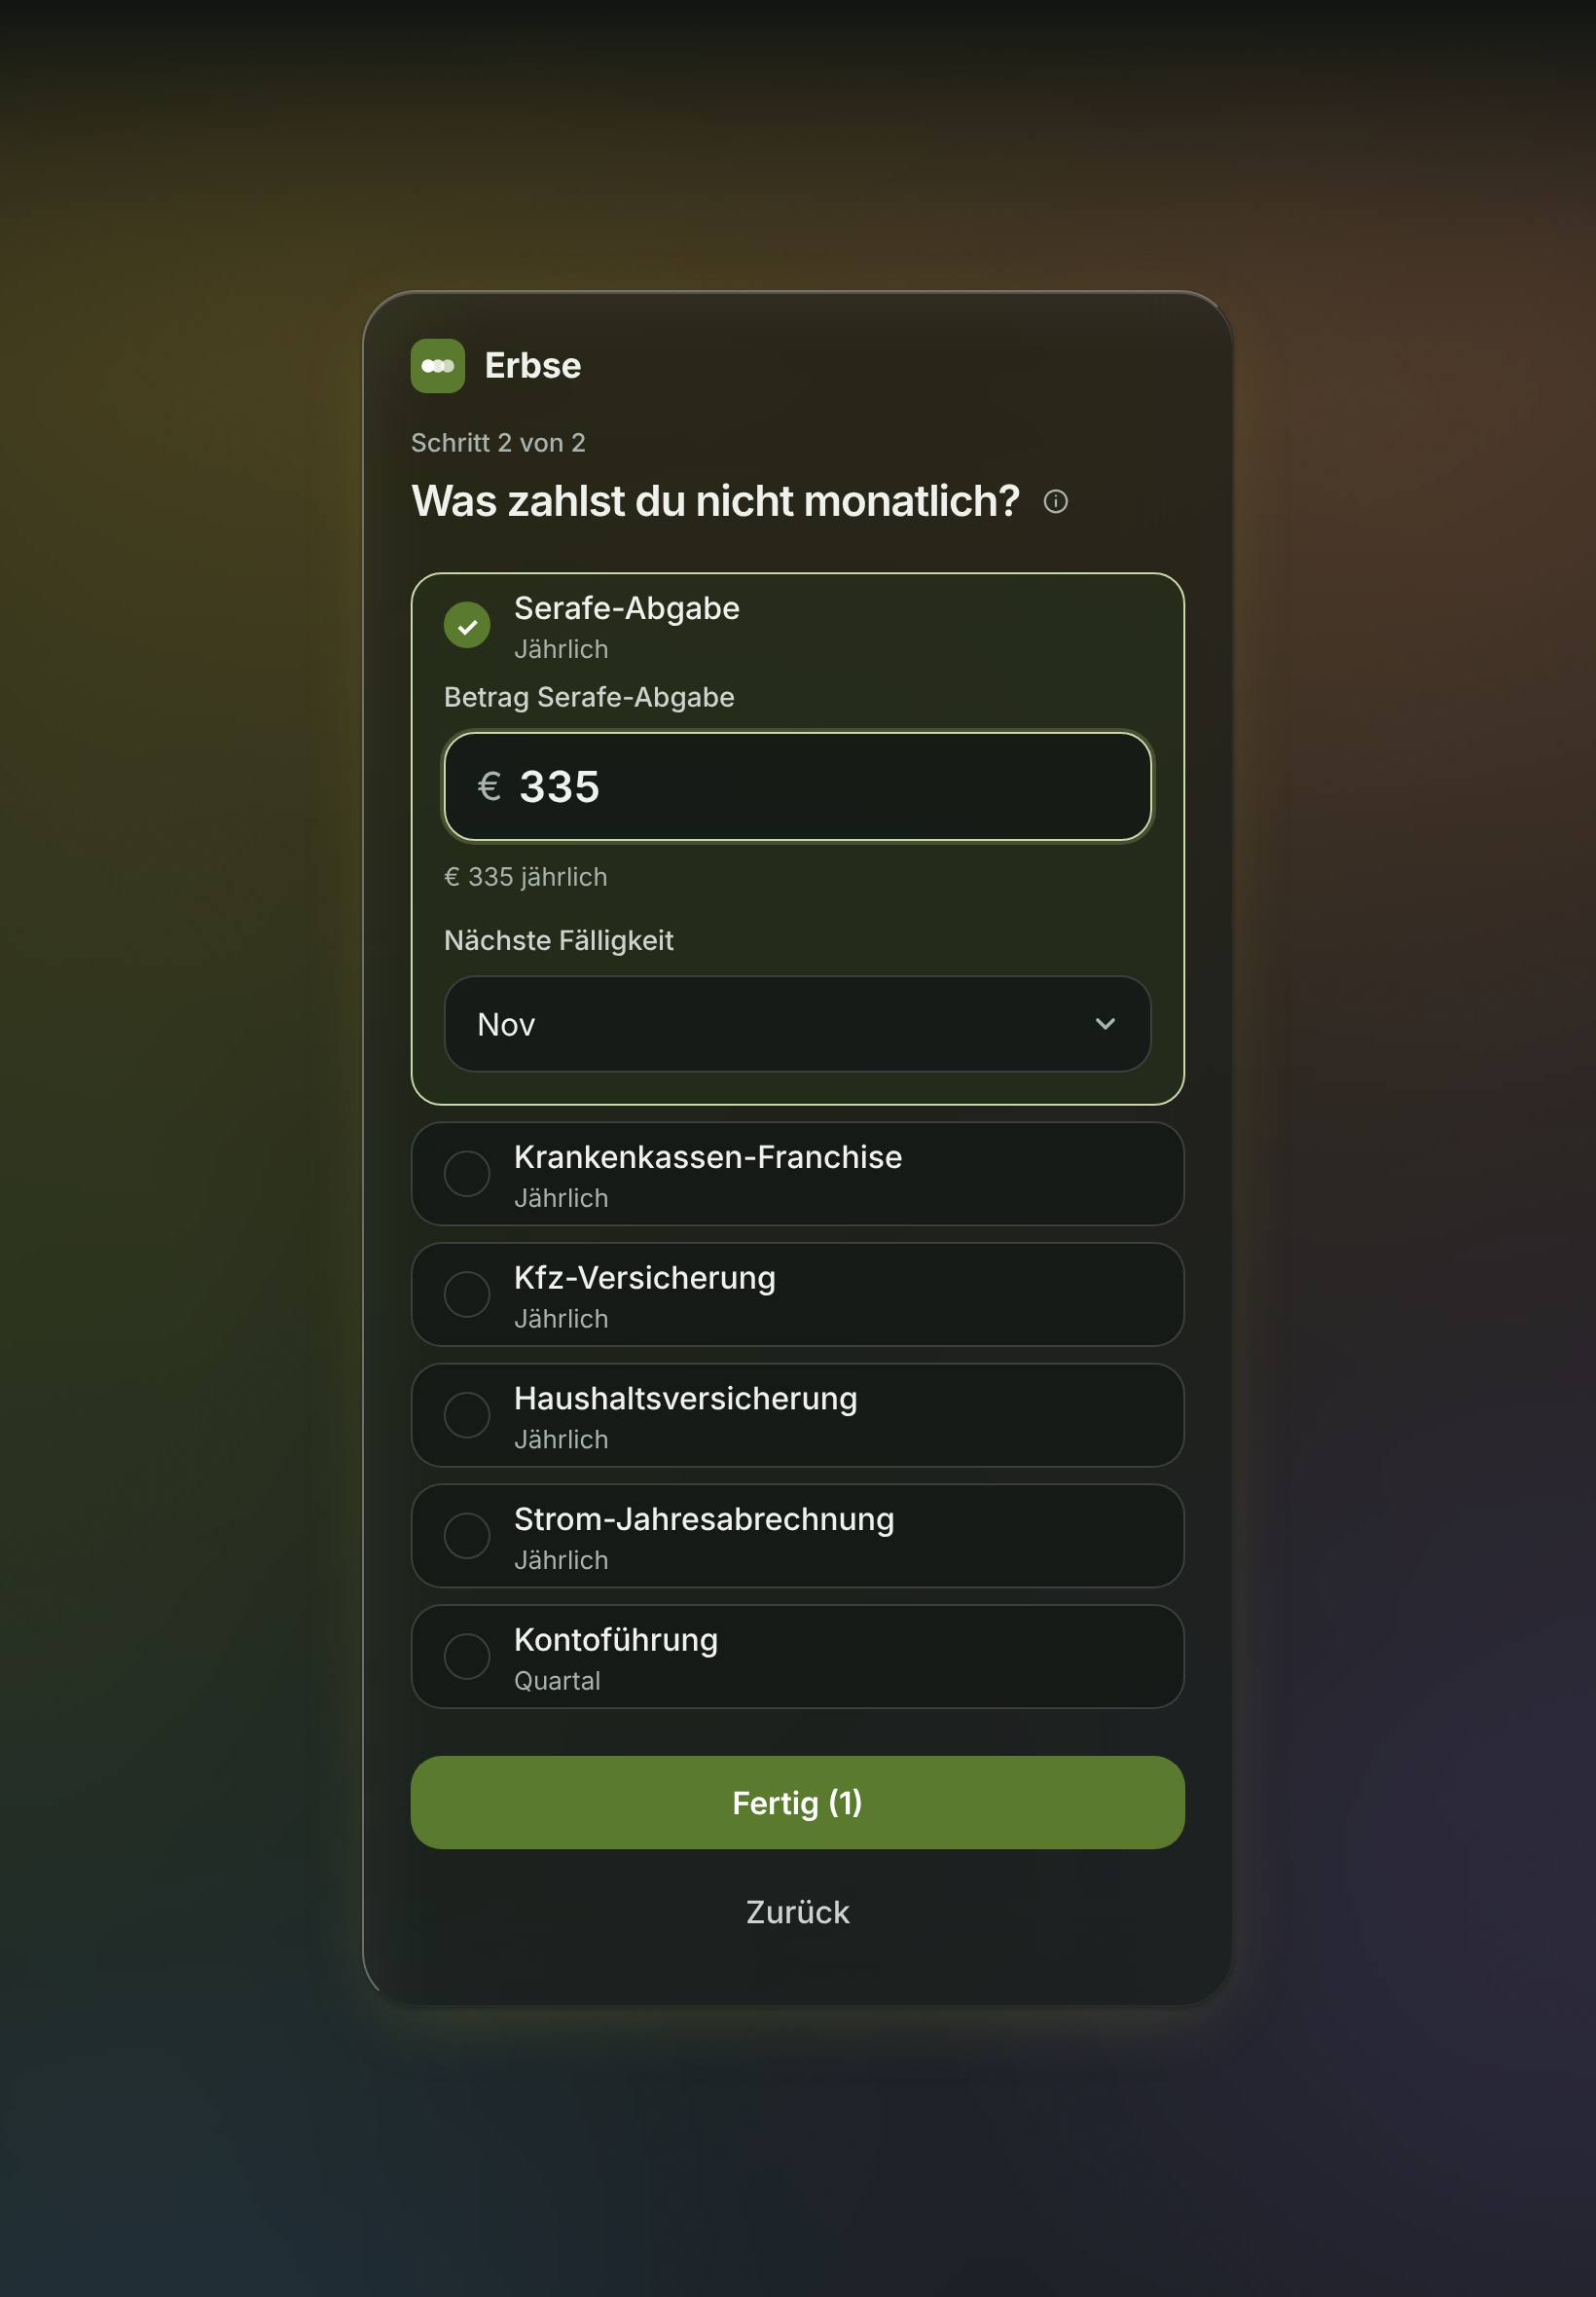 Erbse
Schritt 2 von 2
Was zahlst du nicht monatlich?
Serafe-Abgabe
Jährlich
Betrag Serafe-Abgabe
€ 335
€ 335 jährlich
Nächste Fälligkeit
Nov
Krankenkassen-Franchise
Jährlich
Kfz-Versicherung
Jährlich
Haushaltsversicherung
Jährlich
Strom-Jahresabrechnung
Jährlich
Kontoführung
Quartal
Fertig (1)
Zurück